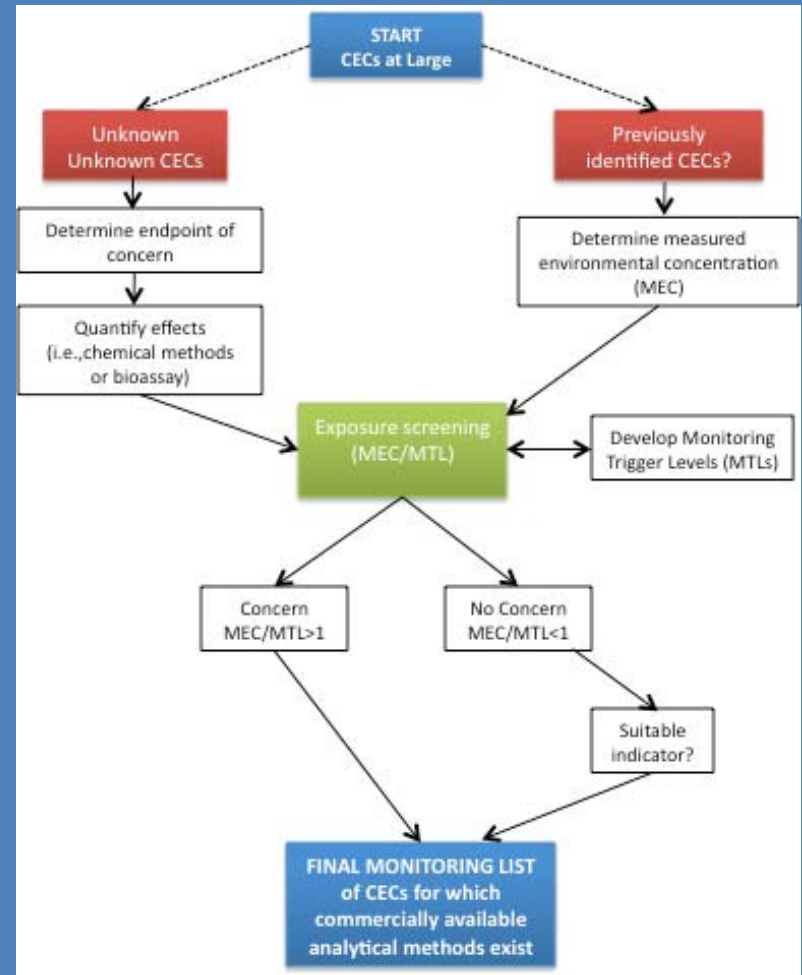 START
CECs at Large
Unknown
Unknown CECs
Previously
identified CECs?
Determine endpoint of
concern
Determine measured
environmental concentration
(MEC)
Quantify effects
(i.e.,chemical methods
or bioassay)
Exposure screening
(MEC/MTL)
Develop Monitoring
Trigger Levels (MTLs)
Concern
MEC/MTL>1
No Concern
MEC/MTL<1
Suitable
indicator?
FINAL MONITORING LIST
of CECs for which
commercially available
analytical methods exist